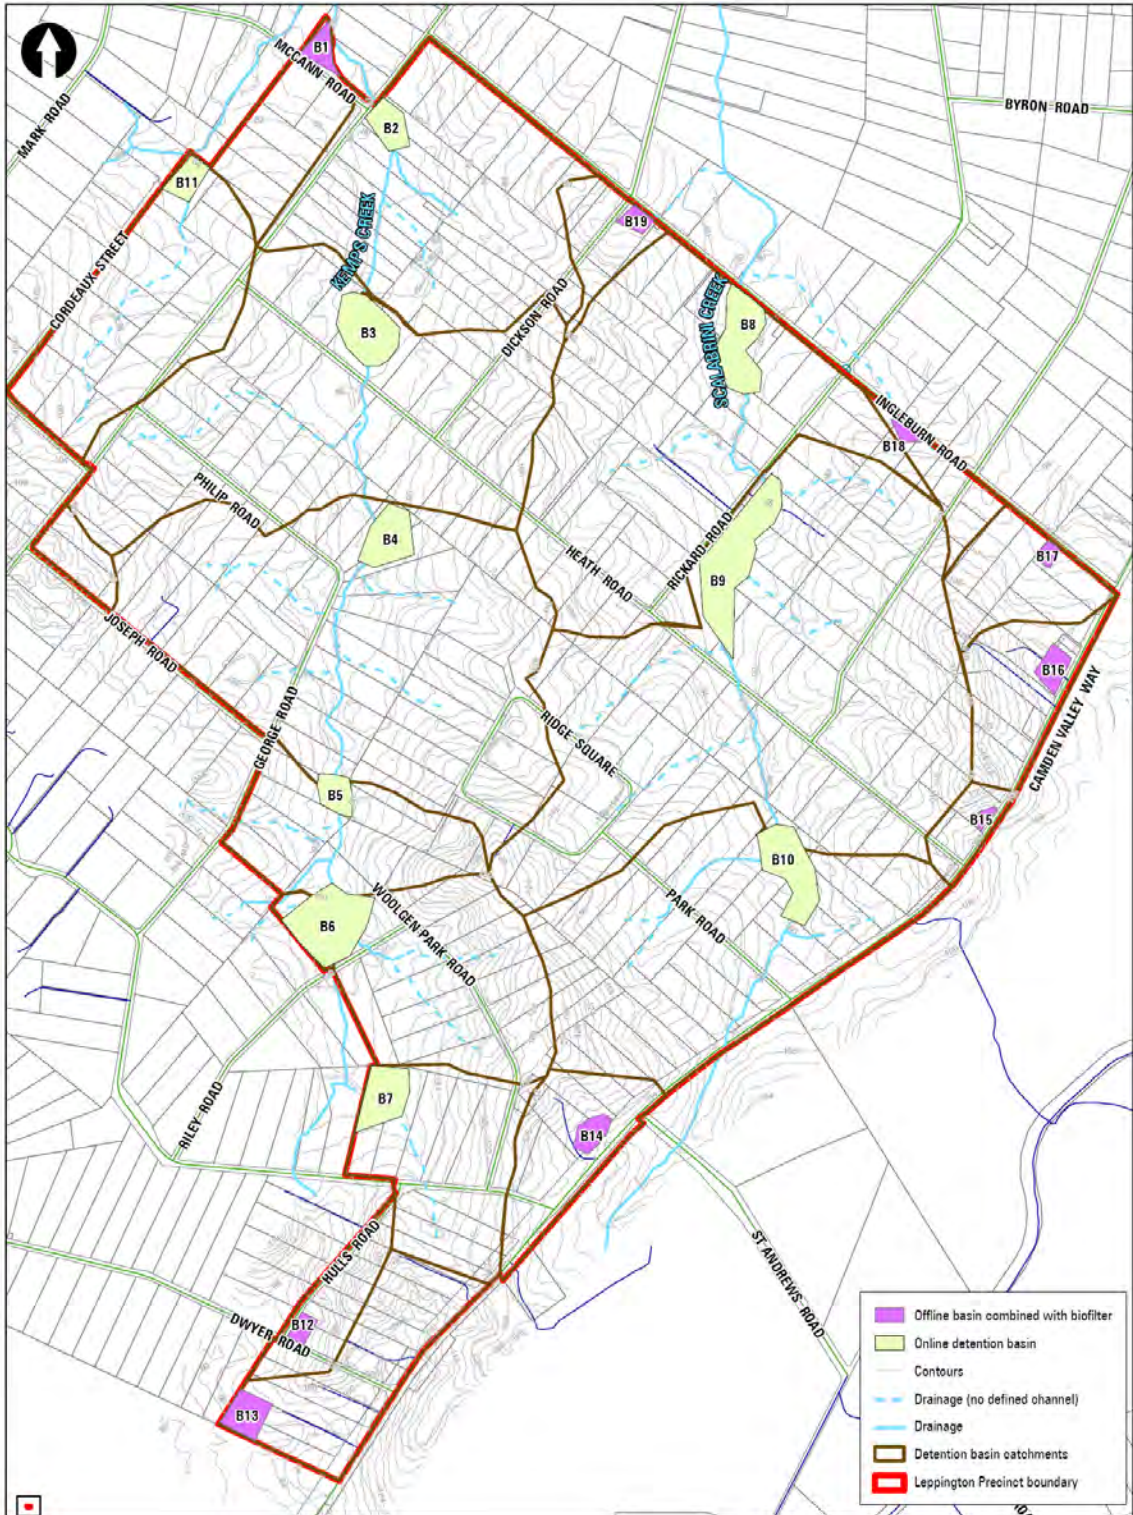 B1
MCCANN ROAD
B2
BYRON ROAD
MARK ROAD
B11
KEMPS CREEK
B19
CORDEAUX STREET
B3
DICKSON ROAD
SCALABRINI CREEK
B8
INGLEBURN ROAD
B18
PHILIP ROAD
B4
HEATH ROAD
RICKARD ROAD
B9
B17
JOSEPH ROAD
B16
CAMDEN VALLEY WAY
GEORGE ROAD
RIDGE SQUARE
B5
B15
B10
B6
WOOLGEN PARK ROAD
PARK ROAD
B7
RILEY ROAD
B14
HULLS ROAD
ST ANDREWS ROAD
B12
DWYER ROAD
B13
Offline basin combined with biofilter
Online detention basin
Contours
Drainage (no defined channel)
Drainage
Detention basin catchments
Leppington Precinct boundary